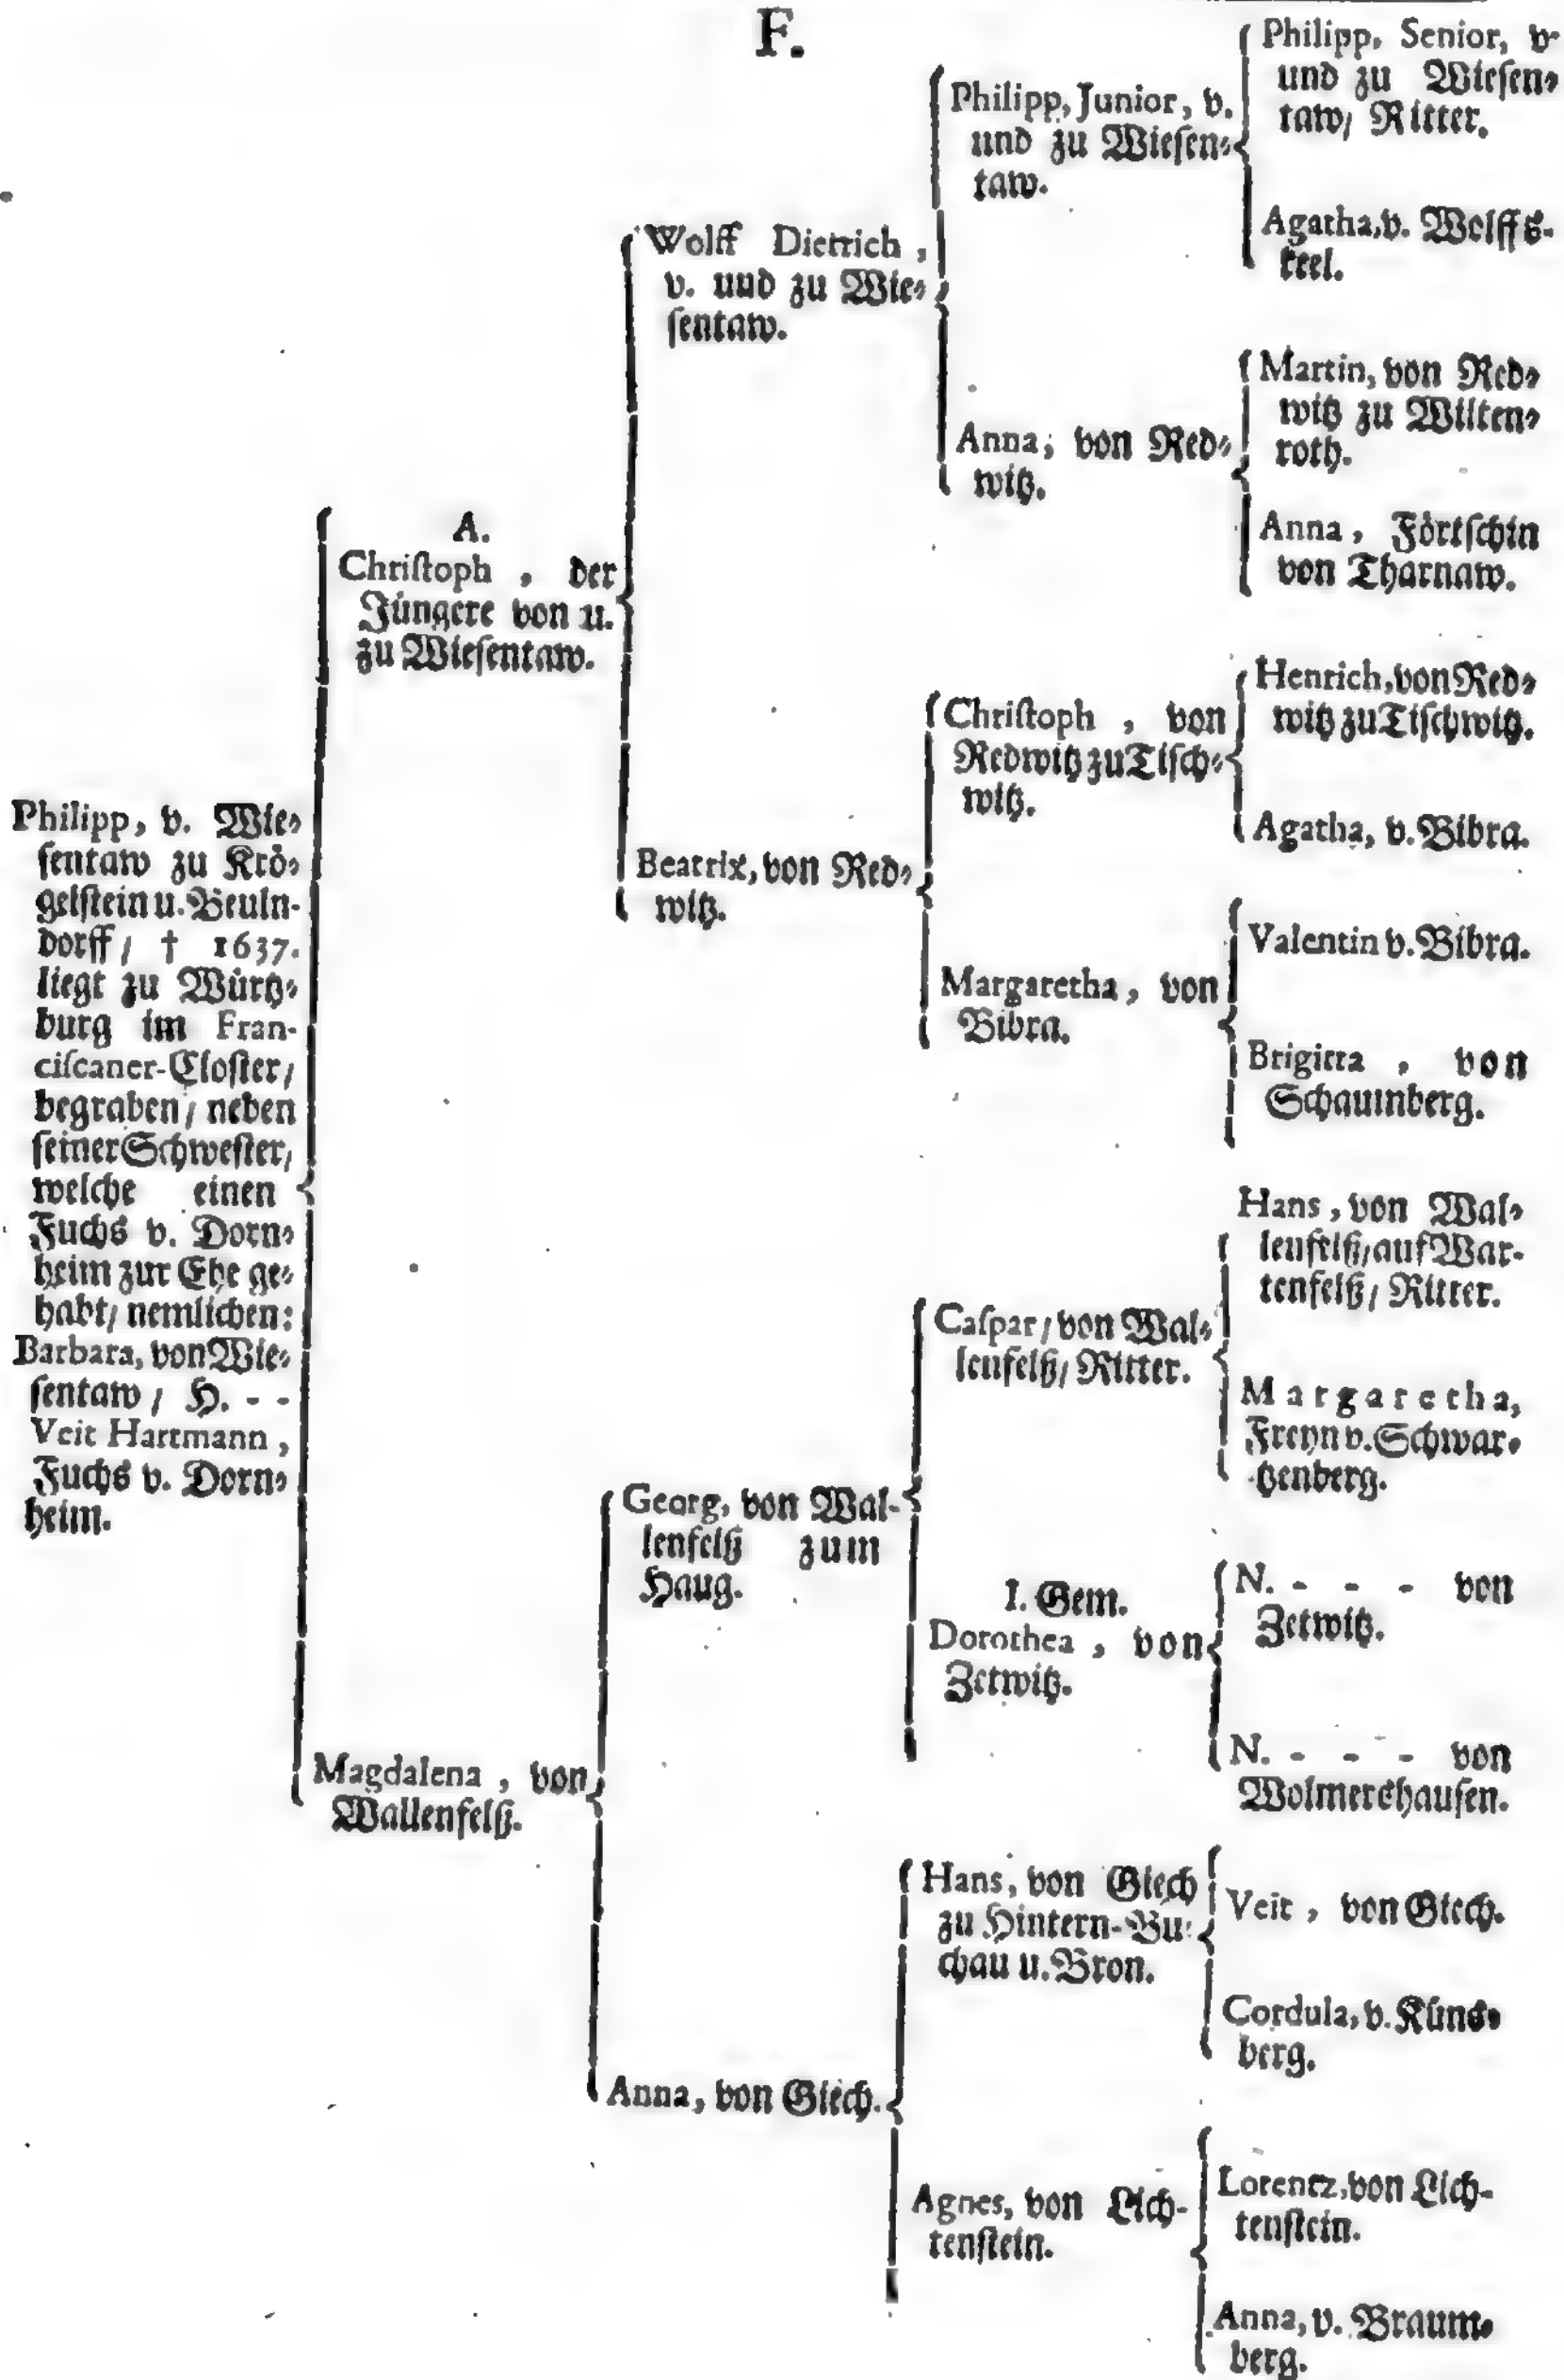 F.
Philipp, v. Wie-
sentaw zu Krö-
gelstein u. Beuln-
dorff / † 1637.
liegt zu Würtz-
burg im Fran-
ciscaner-Closter /
begraben / neben
seiner Schwester /
welche einen
Fuchs v. Dorn-
heim zur Ehe ge-
habt / nemlichen:
Barbara, von Wie-
sentaw / H. - -
Veit Hartmann,
Fuchs v. Dorn-
heim.
A.
Christoph, der
Jüngere von u.
zu Wiesentaw.
Magdalena, von
Wallenfelß.
Wolff Dietrich,
v. und zu Wie-
sentaw.
Beatrix, von Red-
witz.
Georg, von Wal-
lenfelß zum
Haug.
Anna, von Giech.
Philipp, Junior, v.
und zu Wiesen-
taw.
Anna, von Red-
witz.
Christoph, von
Redwitz zu Tisch-
witz.
Margaretha, von
Bibra.
Caspar / von Wal-
lenfelß / Ritter.
I. Gem.
Dorothea, von
Zetwitz.
Hans, von Giech
zu Hintern-Bu-
chau u. Bron.
Agnes, von Lich-
tenstein.
Philipp, Senior, v.
und zu Wiesen-
taw / Ritter.
Agatha, v. Wolffs-
keel.
Martin, von Red-
witz zu Wilten-
roth.
Anna, Förtschin
von Tharnaw.
Henrich, von Red-
witz zu Tischwitz.
Agatha, v. Bibra.
Valentin v. Bibra.
Brigitta, von
Schaumberg.
Hans, von Wal-
lenfelß / auf War-
tenfelß / Ritter.
Margaretha,
Freyn v. Schwar-
tzenberg.
N. - - - von
Zetwitz.
N. - - - von
Wolmershausen.
Veit, von Giech.
Cordula, v. Küns-
berg.
Lorentz, von Lich-
tenstein.
Anna, v. Braum-
berg.